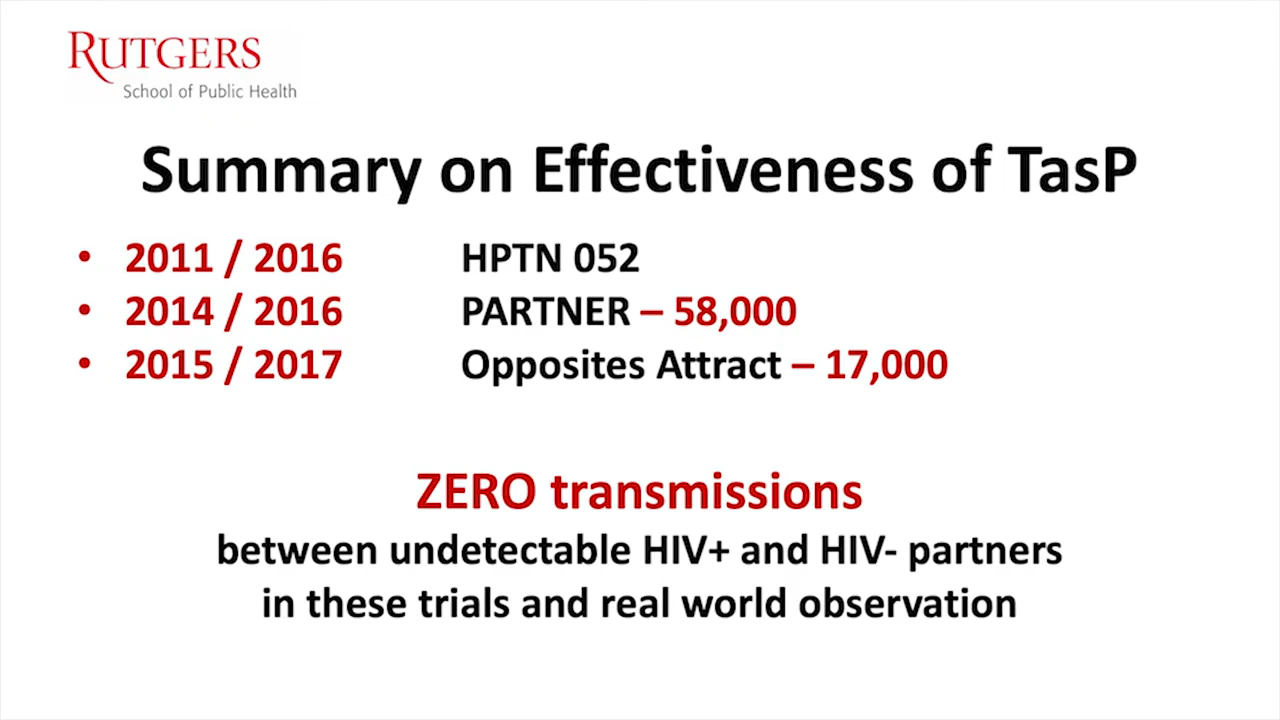 RUTGERS
School of Public Health
Summary on Effectiveness of TasP
• 2011 / 2016 HPTN 052
• 2014 / 2016 PARTNER – 58,000
• 2015 / 2017 Opposites Attract – 17,000
ZERO transmissions
between undetectable HIV+ and HIV- partners
in these trials and real world observation